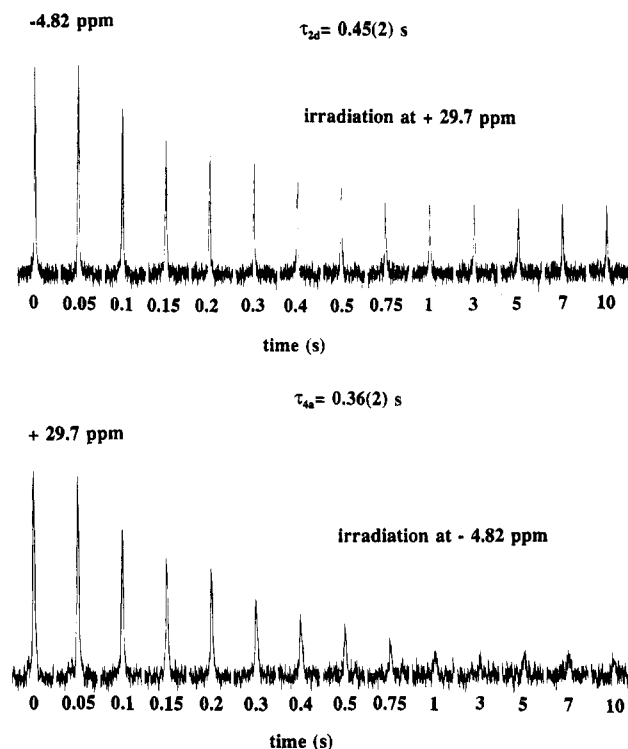 -4.82 ppm
τ2d= 0.45(2) s
irradiation at + 29.7 ppm
0 0.05 0.1 0.15 0.2 0.3 0.4 0.5 0.75 1 3 5 7 10
time (s)
τ4a= 0.36(2) s
+ 29.7 ppm
irradiation at - 4.82 ppm
0 0.05 0.1 0.15 0.2 0.3 0.4 0.5 0.75 1 3 5 7 10
time (s)